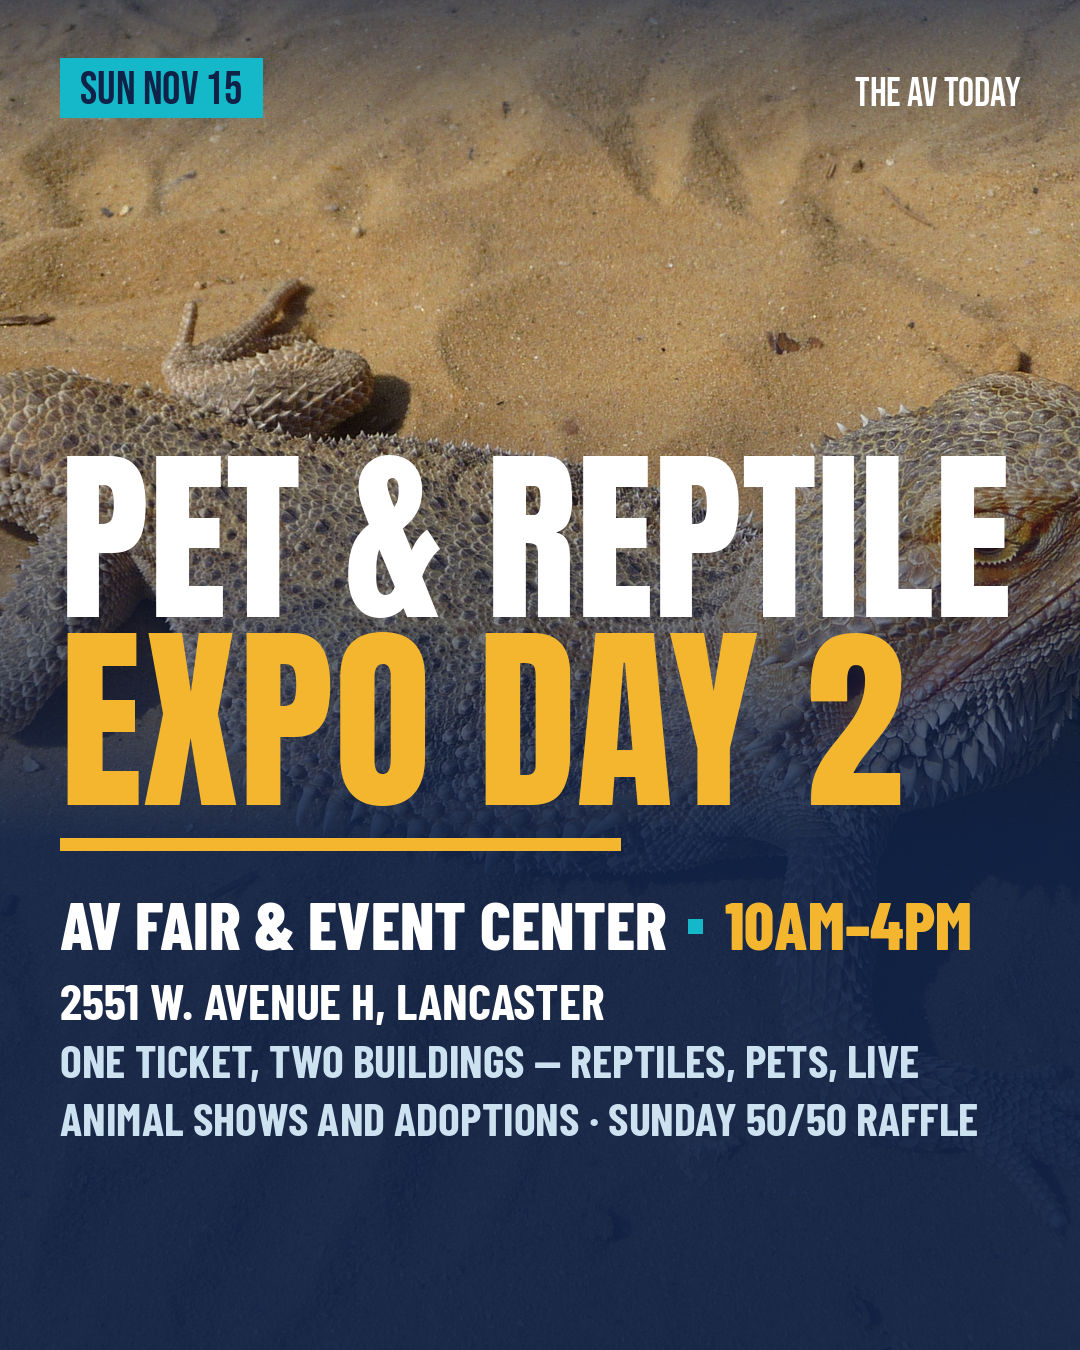 SUN NOV 15
THE AV TODAY
PET & REPTILE
EXPO DAY 2
AV FAIR & EVENT CENTER ▪ 10AM–4PM
2551 W. AVENUE H, LANCASTER
ONE TICKET, TWO BUILDINGS — REPTILES, PETS, LIVE
ANIMAL SHOWS AND ADOPTIONS · SUNDAY 50/50 RAFFLE